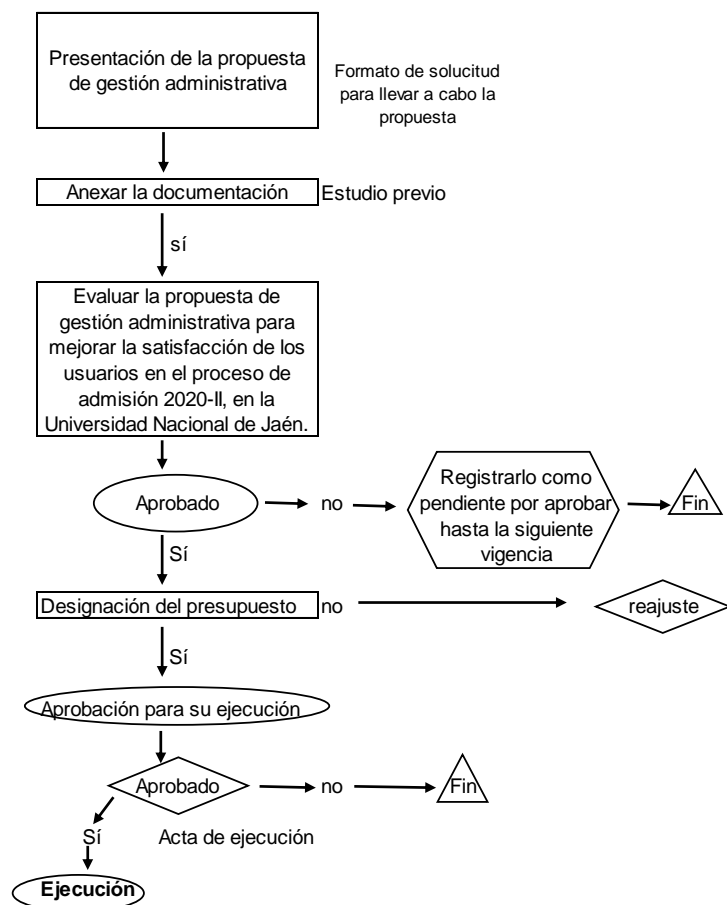 Presentación de la propuesta
de gestión administrativa
Formato de solucitud
para llevar a cabo la
propuesta
Anexar la documentación
Estudio previo
sí
Evaluar la propuesta de
gestión administrativa para
mejorar la satisfacción de los
usuarios en el proceso de
admisión 2020-II, en la
Universidad Nacional de Jaén.
Aprobado
no
Registrarlo como
pendiente por aprobar
hasta la siguiente
vigencia
Fin
Sí
Designación del presupuesto
no
reajuste
Sí
Aprobación para su ejecución
Aprobado
no
Fin
Sí
Acta de ejecución
Ejecución